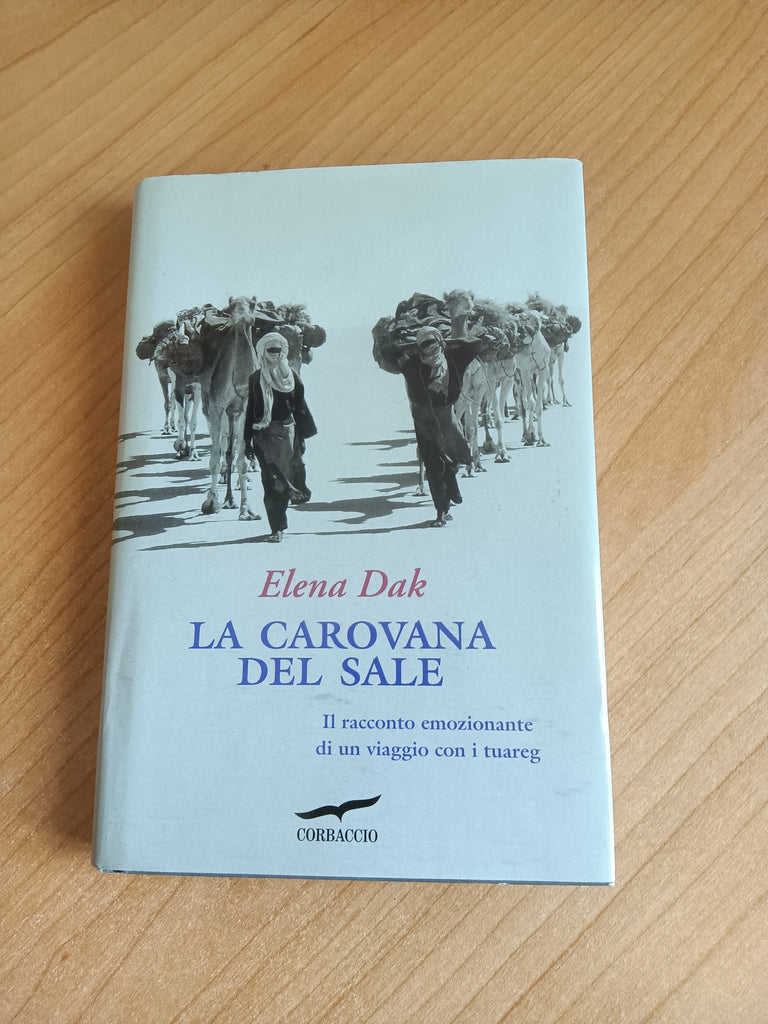 Elena Dak
LA CAROVANA
DEL SALE
Il racconto emozionante
di un viaggio con i tuareg
CORBACCIO